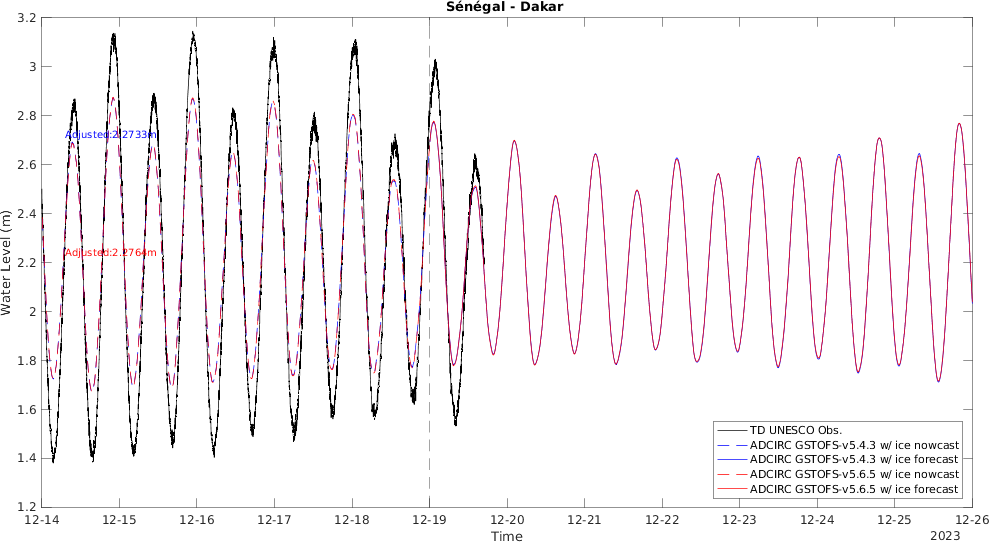 Sénégal - Dakar
Water Level (m)
3.2
3
2.8
2.6
2.4
2.2
2
1.8
1.6
1.4
1.2
Adjusted:2.2733m
Adjusted:2.2764m
TD UNESCO Obs.
ADCIRC GSTOFS-v5.4.3 w/ ice nowcast
ADCIRC GSTOFS-v5.4.3 w/ ice forecast
ADCIRC GSTOFS-v5.6.5 w/ ice nowcast
ADCIRC GSTOFS-v5.6.5 w/ ice forecast
12-14 12-15 12-16 12-17 12-18 12-19 12-20 12-21 12-22 12-23 12-24 12-25 12-26
Time
2023